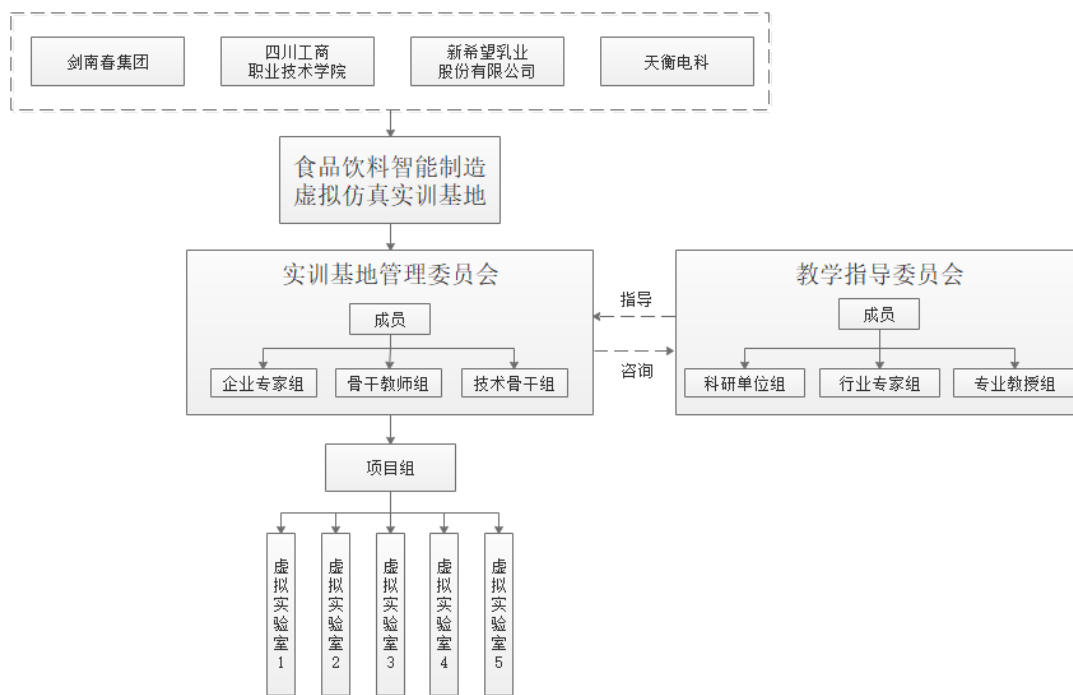 剑南春集团
四川工商
职业技术学院
新希望乳业
股份有限公司
天衡电科
食品饮料智能制造
虚拟仿真实训基地
实训基地管理委员会
成员
企业专家组
骨干教师组
技术骨干组
指导
咨询
教学指导委员会
成员
科研单位组
行业专家组
专业教授组
项目组
虚拟实验室1
虚拟实验室2
虚拟实验室3
虚拟实验室4
虚拟实验室5